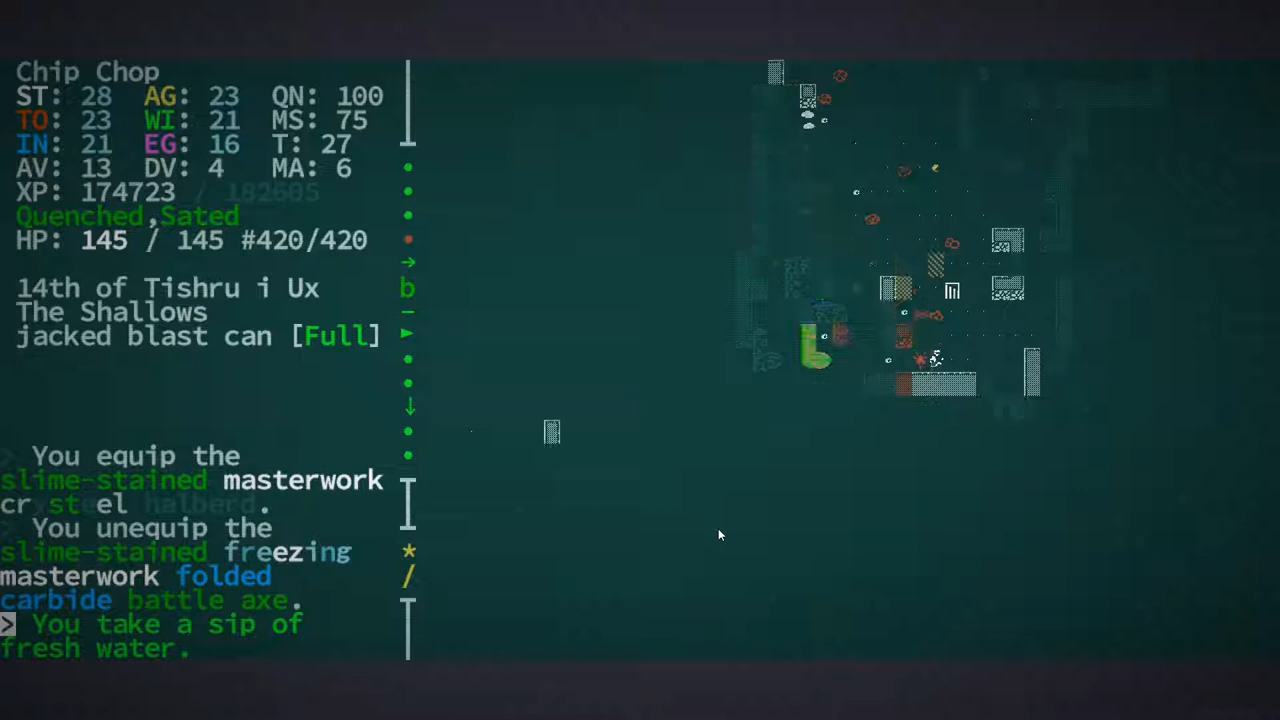 Chip Chop
ST: 28 AG: 23 QN: 100
TO: 23 WI: 21 MS: 75
IN: 21 EG: 16 T: 27
AV: 13 DV: 4 MA: 6
XP: 174723 / 182605
Quenched, Sated
HP: 145 / 145 #420/420
14th of Tishru i Ux
The Shallows
jacked blast can [Full]
You equip the
slime-stained masterwork
crysteel halberd.
You unequip the
slime-stained freezing
masterwork folded
carbide battle axe.
> You take a sip of
fresh water.